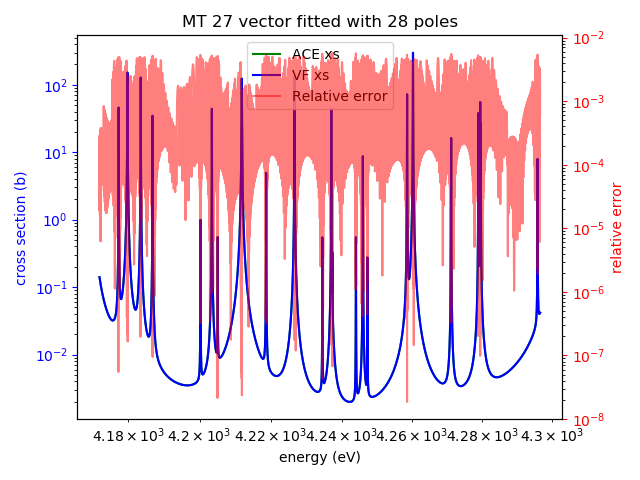 MT 27 vector fitted with 28 poles
ACE xs
VF xs
Relative error
cross section (b)
10²
10¹
10⁰
10⁻¹
10⁻²
relative error
10⁻²
10⁻³
10⁻⁴
10⁻⁵
10⁻⁶
10⁻⁷
10⁻⁸
4.18 × 10³ 4.2 × 10³ 4.22 × 10³ 4.24 × 10³ 4.26 × 10³ 4.28 × 10³ 4.3 × 10³
energy (eV)